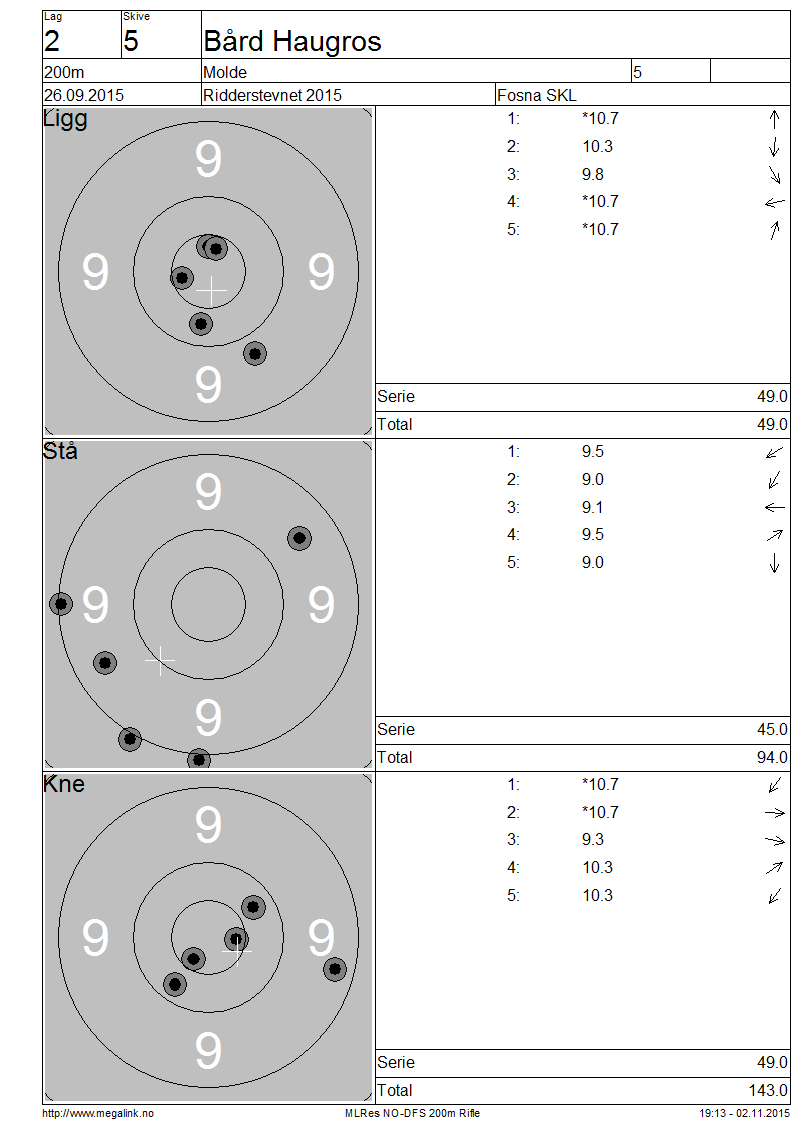 Lag Skive
2 5 Bård Haugros
200m Molde 5
26.09.2015 Ridderstevnet 2015 Fosna SKL
Ligg
9
9 9
9
1: *10.7
2: 10.3
3: 9.8
4: *10.7
5: *10.7
Serie 49.0
Total 49.0
Stå
9
9 9
9
1: 9.5
2: 9.0
3: 9.1
4: 9.5
5: 9.0
Serie 45.0
Total 94.0
Kne
9
9 9
9
1: *10.7
2: *10.7
3: 9.3
4: 10.3
5: 10.3
Serie 49.0
Total 143.0
http://www.megalink.no MLRes NO-DFS 200m Rifle 19:13 - 02.11.2015